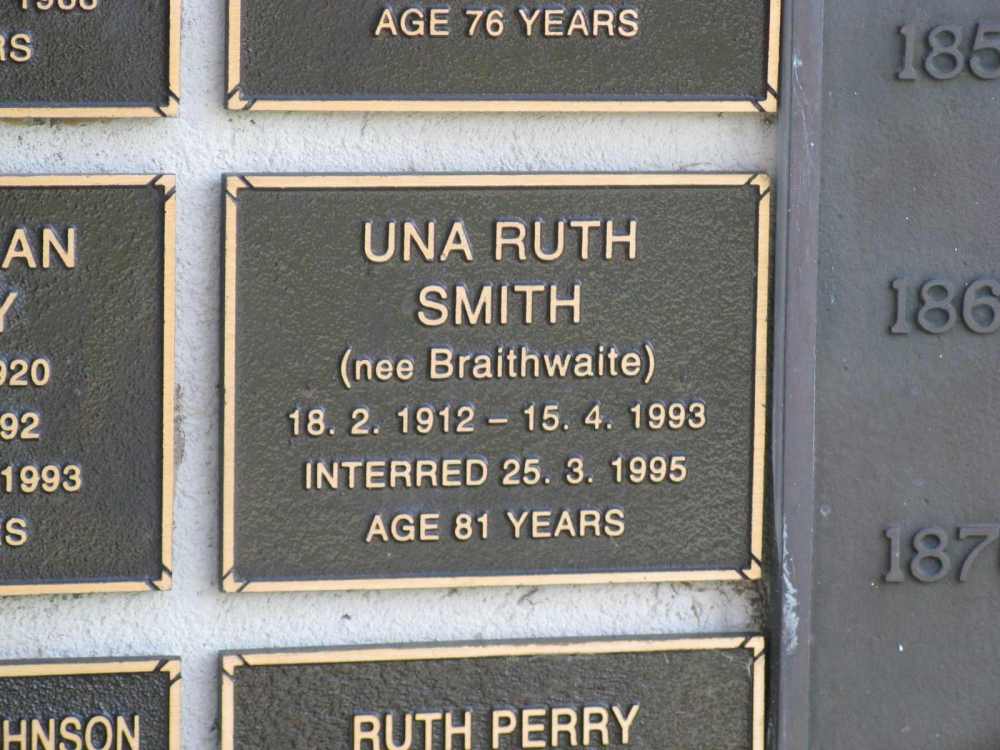 AGE 76 YEARS
UNA RUTH
SMITH
(nee Braithwaite)
18. 2. 1912 – 15. 4. 1993
INTERRED 25. 3. 1995
AGE 81 YEARS
RUTH PERRY
1993